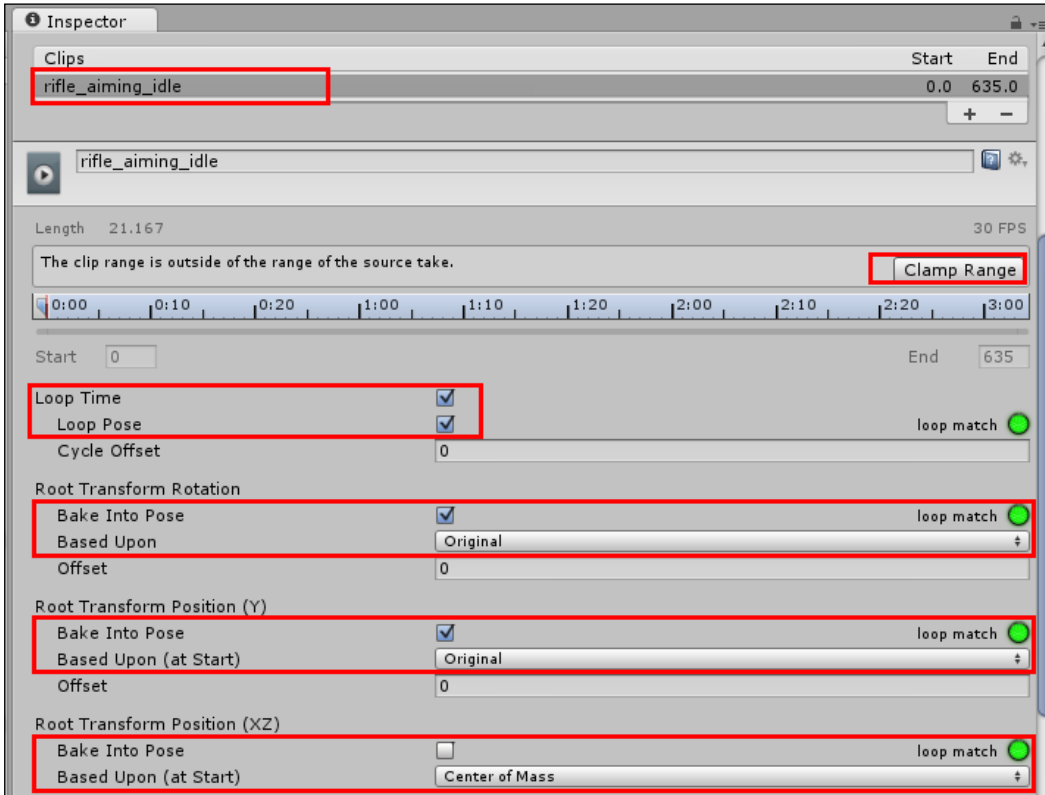 Inspector
Clips Start End
rifle_aiming_idle 0.0 635.0
+ −
rifle_aiming_idle
Length 21.167 30 FPS
The clip range is outside of the range of the source take.
Clamp Range
0:00 0:10 0:20 1:00 1:10 1:20 2:00 2:10 2:20 3:00
Start 0 End 635
Loop Time
Loop Pose loop match
Cycle Offset 0
Root Transform Rotation
Bake Into Pose loop match
Based Upon Original
Offset 0
Root Transform Position (Y)
Bake Into Pose loop match
Based Upon (at Start) Original
Offset 0
Root Transform Position (XZ)
Bake Into Pose loop match
Based Upon (at Start) Center of Mass